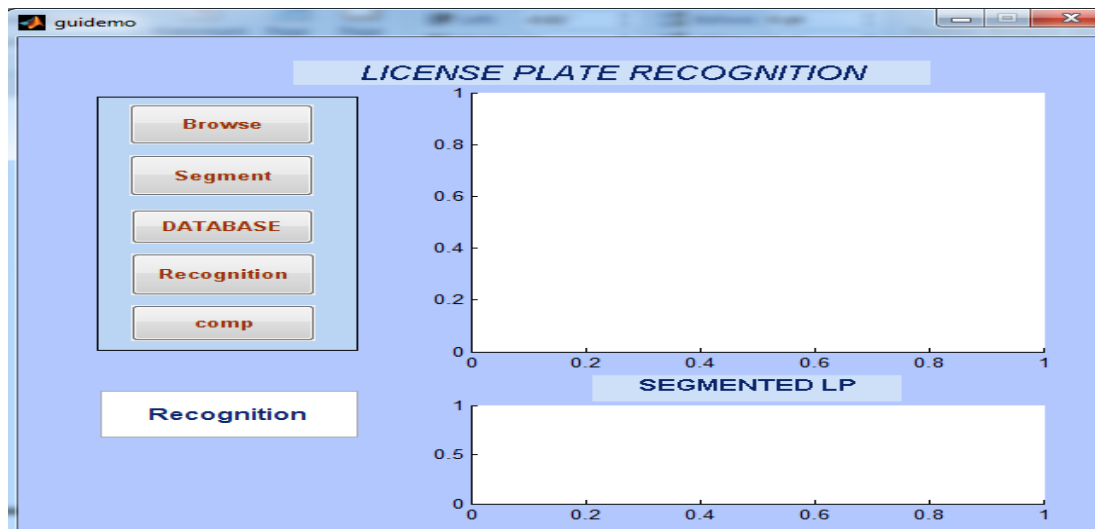 guidemo
LICENSE PLATE RECOGNITION
Browse
Segment
DATABASE
Recognition
comp
Recognition
1
0.8
0.6
0.4
0.2
0
0 0.2 0.4 0.6 0.8 1
SEGMENTED LP
1
0.5
0
0 0.2 0.4 0.6 0.8 1